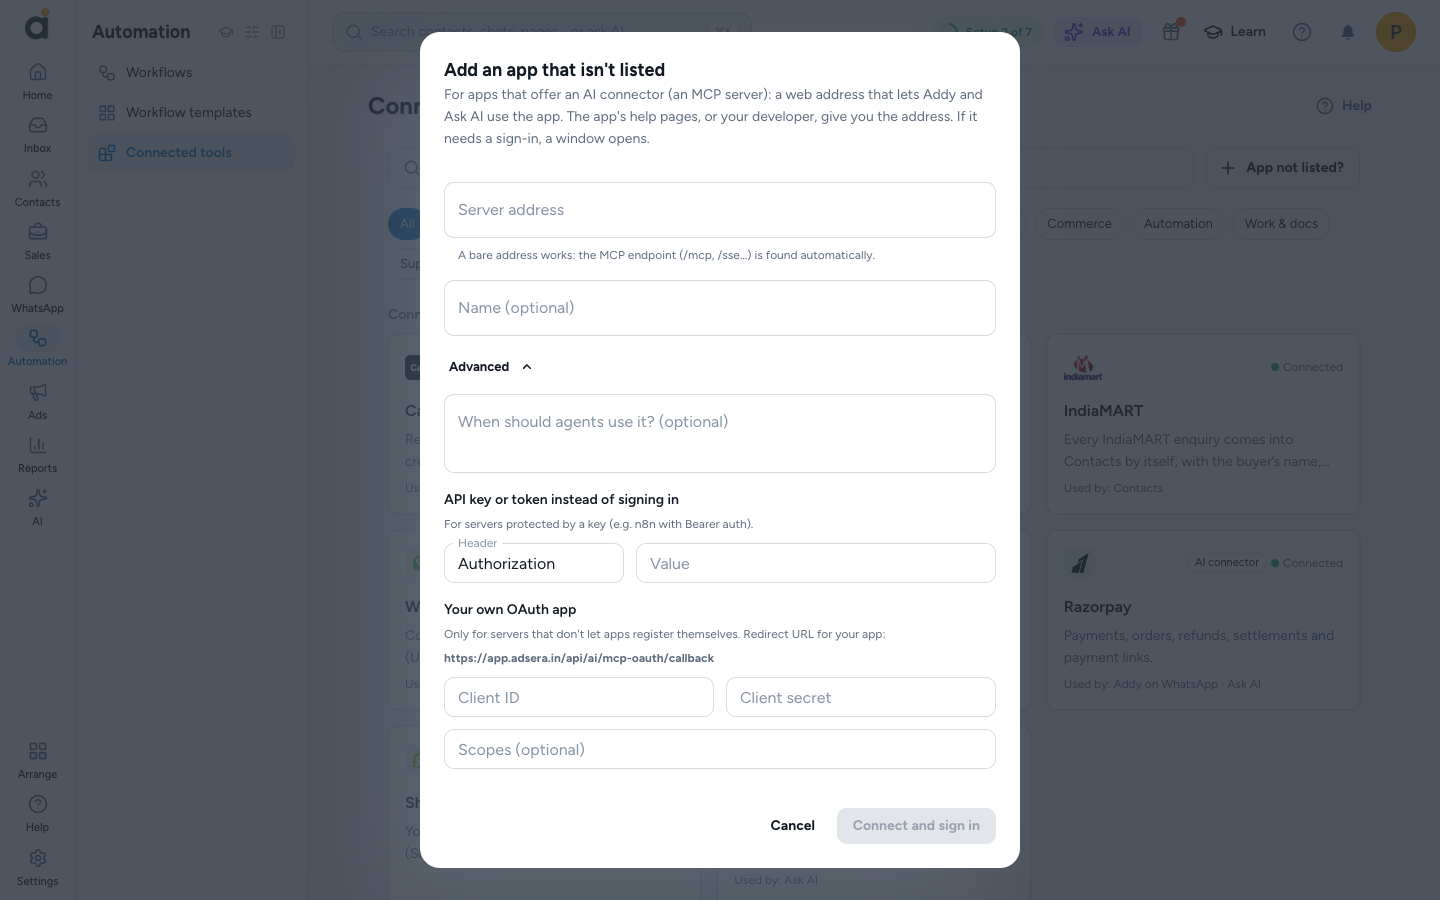 Automation
Search contacts, chats, pages, or ask AI
⌘K
Ask AI
Learn
P
Home
Inbox
Contacts
Sales
WhatsApp
Automation
Ads
Reports
AI
Arrange
Help
Settings
Workflows
Workflow templates
Connected tools
Help
App not listed?
All
Commerce
Automation
Work & docs
Add an app that isn't listed
For apps that offer an AI connector (an MCP server): a web address that lets Addy and
Ask AI use the app. The app's help pages, or your developer, give you the address. If it
needs a sign-in, a window opens.
Server address
A bare address works: the MCP endpoint (/mcp, /sse…) is found automatically.
Name (optional)
Advanced
When should agents use it? (optional)
API key or token instead of signing in
For servers protected by a key (e.g. n8n with Bearer auth).
Header
Authorization
Value
Your own OAuth app
Only for servers that don't let apps register themselves. Redirect URL for your app:
https://app.adsera.in/api/ai/mcp-oauth/callback
Client ID
Client secret
Scopes (optional)
Cancel
Connect and sign in
indiamart
Connected
IndiaMART
Every IndiaMART enquiry comes into
Contacts by itself, with the buyer's name,...
Used by: Contacts
AI connector
Connected
Razorpay
Payments, orders, refunds, settlements and
payment links.
Used by: Addy on WhatsApp · Ask AI
Used by: Ask AI